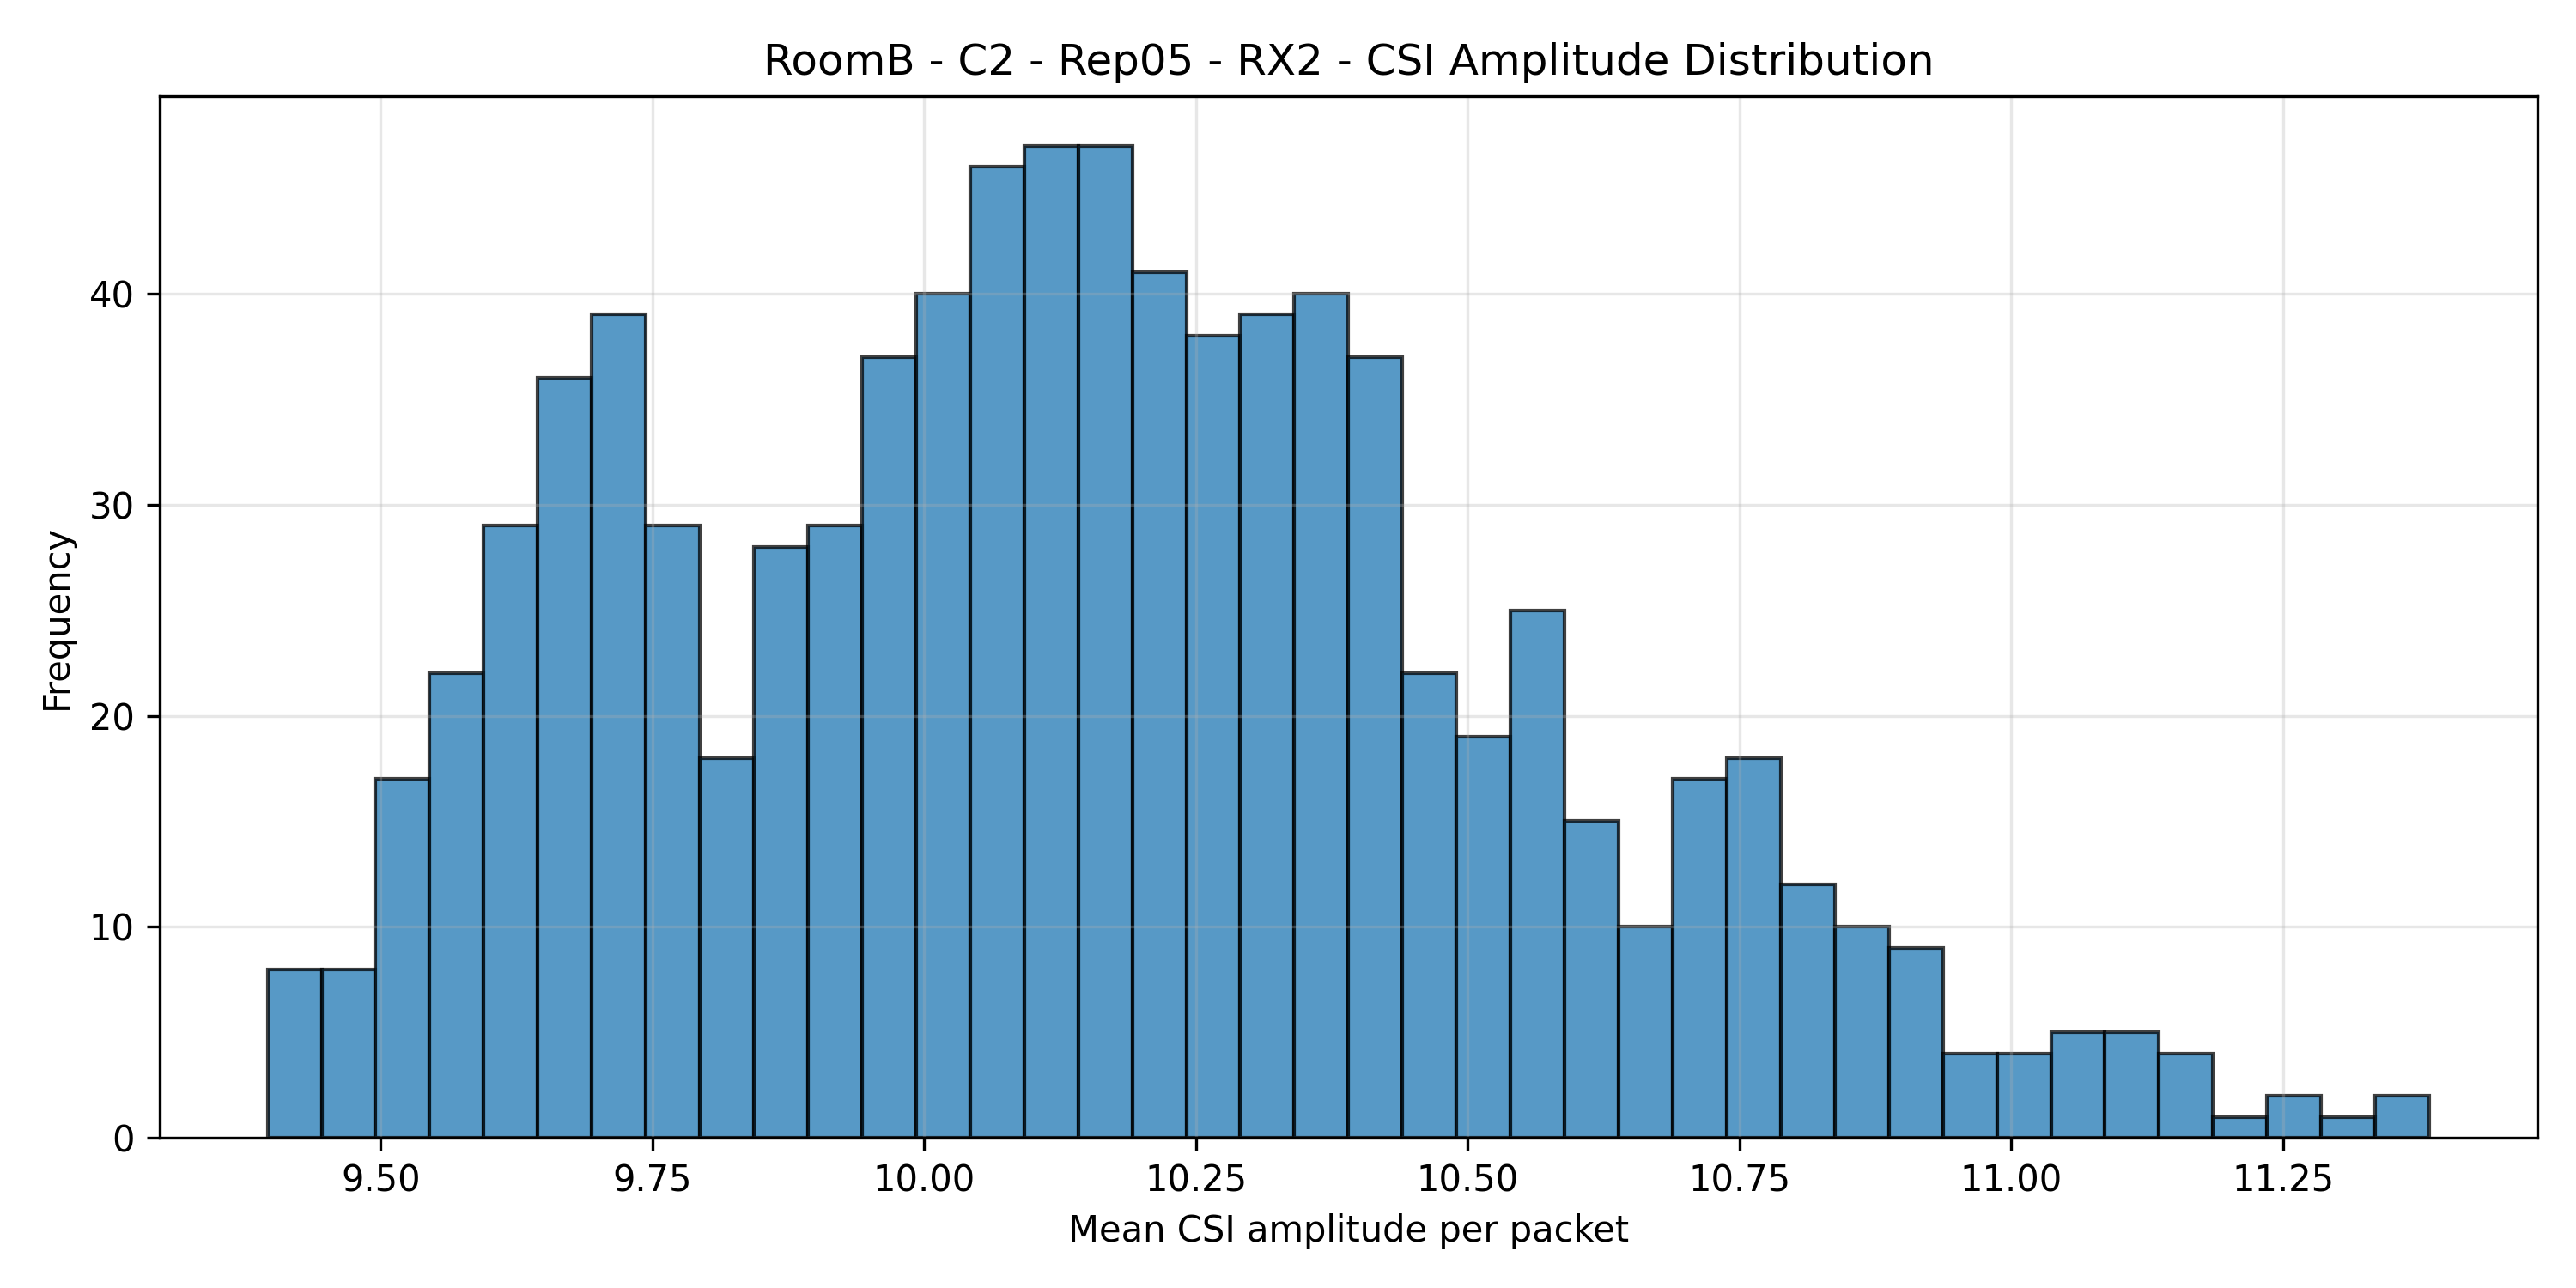 RoomB - C2 - Rep05 - RX2 - CSI Amplitude Distribution
Frequency
40
30
20
10
0
9.50 9.75 10.00 10.25 10.50 10.75 11.00 11.25
Mean CSI amplitude per packet